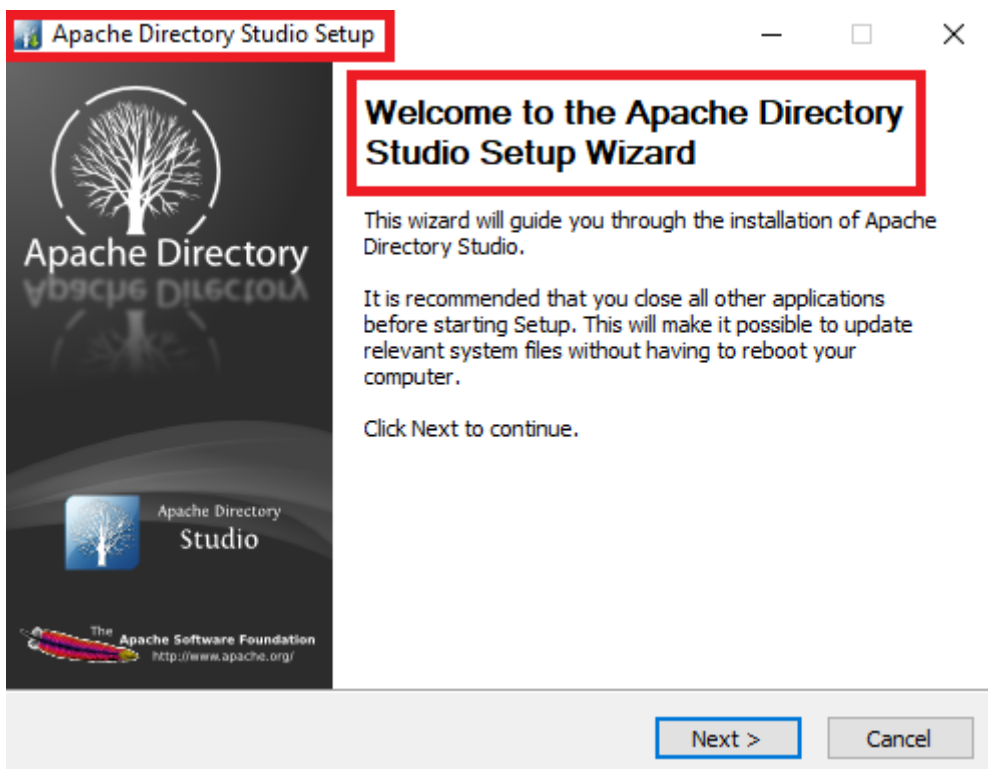 Apache Directory Studio Setup
Welcome to the Apache Directory
Studio Setup Wizard
This wizard will guide you through the installation of Apache
Directory Studio.
It is recommended that you close all other applications
before starting Setup. This will make it possible to update
relevant system files without having to reboot your
computer.
Click Next to continue.
Apache Directory
Apache Directory
Studio
The
Apache Software Foundation
http://www.apache.org/
Next >
Cancel